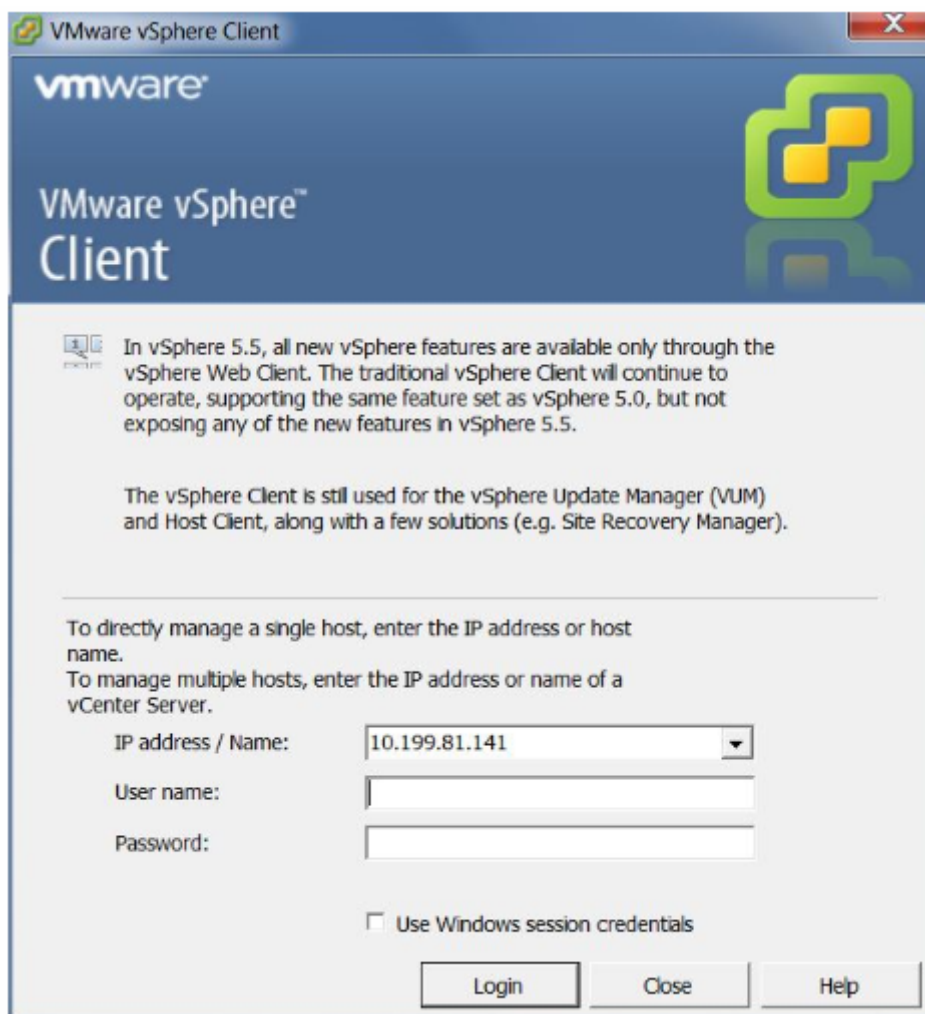 VMware vSphere Client
vmware®
VMware vSphere™
Client
In vSphere 5.5, all new vSphere features are available only through the
vSphere Web Client. The traditional vSphere Client will continue to
operate, supporting the same feature set as vSphere 5.0, but not
exposing any of the new features in vSphere 5.5.
The vSphere Client is still used for the vSphere Update Manager (VUM)
and Host Client, along with a few solutions (e.g. Site Recovery Manager).
To directly manage a single host, enter the IP address or host
name.
To manage multiple hosts, enter the IP address or name of a
vCenter Server.
IP address / Name: 10.199.81.141
User name:
Password:
Use Windows session credentials
Login Close Help